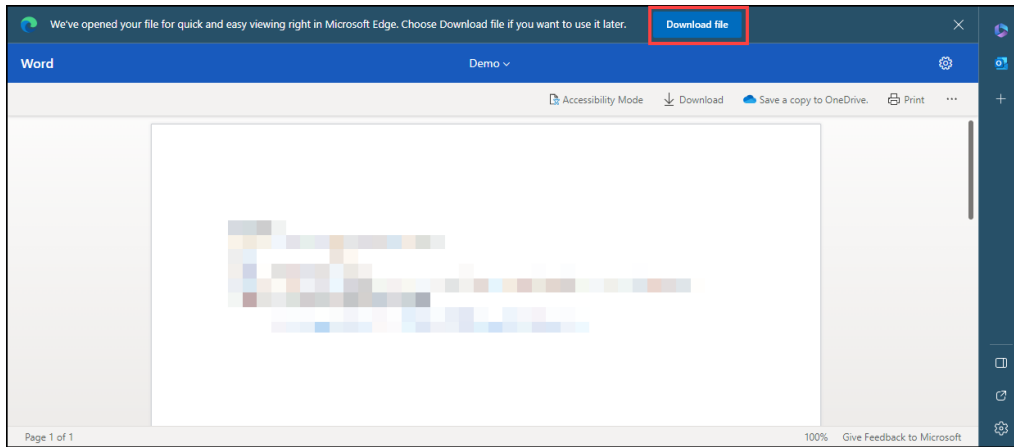 We've opened your file for quick and easy viewing right in Microsoft Edge. Choose Download file if you want to use it later. Download file
Word Demo
Accessibility Mode Download Save a copy to OneDrive. Print ...
Page 1 of 1 100% Give Feedback to Microsoft